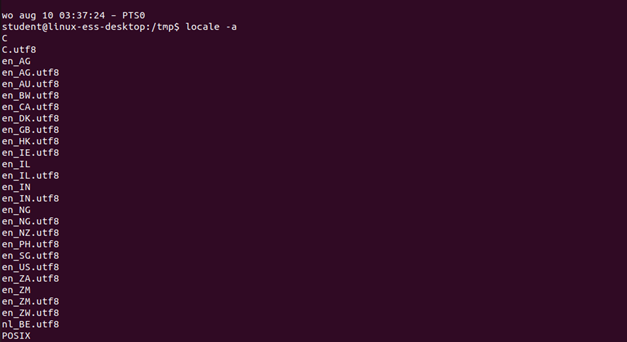 wo aug 10 03:37:24 – PTS0
student@linux-ess-desktop:/tmp$ locale -a
C
C.utf8
en_AG
en_AG.utf8
en_AU.utf8
en_BW.utf8
en_CA.utf8
en_DK.utf8
en_GB.utf8
en_HK.utf8
en_IE.utf8
en_IL
en_IL.utf8
en_IN
en_IN.utf8
en_NG
en_NG.utf8
en_NZ.utf8
en_PH.utf8
en_SG.utf8
en_US.utf8
en_ZA.utf8
en_ZM
en_ZM.utf8
en_ZW.utf8
nl_BE.utf8
POSIX